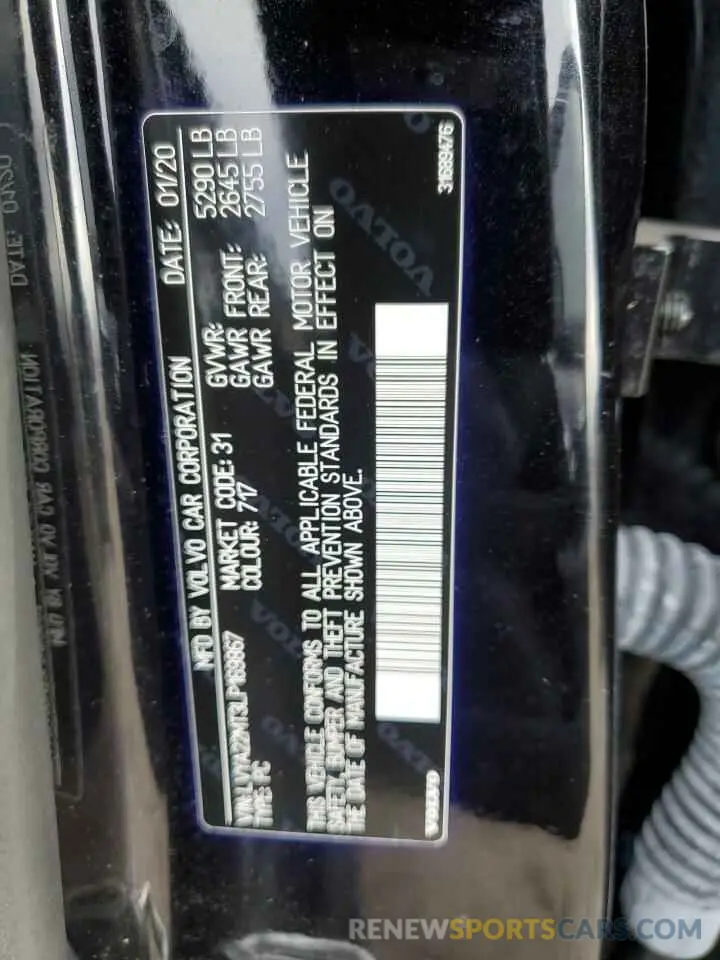 MFD BY VOLVO CAR CORPORATION DATE: 01/20
GVWR: 5290 LB
MARKET CODE: 31 GAWR FRONT: 2645 LB
COLOUR: 717 GAWR REAR: 2755 LB
TYPE: PC
THIS VEHICLE CONFORMS TO ALL APPLICABLE FEDERAL MOTOR VEHICLE
SAFETY, BUMPER AND THEFT PREVENTION STANDARDS IN EFFECT ON
THE DATE OF MANUFACTURE SHOWN ABOVE.
VOLVO
31689476
RENEWSPORTSCARS.COM